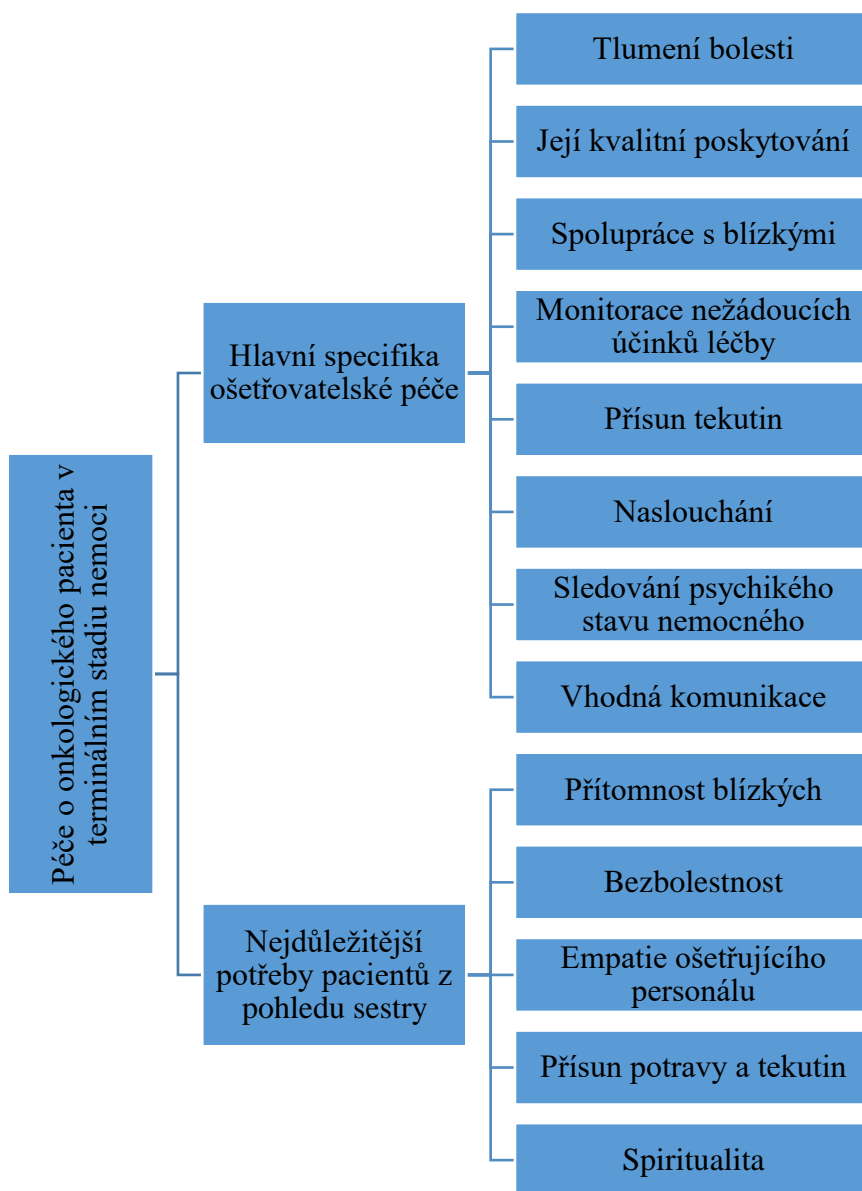 Péče o onkologického pacienta v
terminálním stadiu nemoci
Hlavní specifika
ošetřovatelské péče
Tlumení bolesti
Její kvalitní poskytování
Spolupráce s blízkými
Monitorace nežádoucích
účinků léčby
Přísun tekutin
Naslouchání
Sledování psychikého
stavu nemocného
Vhodná komunikace
Nejdůležitější
potřeby pacientů z
pohledu sestry
Přítomnost blízkých
Bezbolestnost
Empatie ošetřujícího
personálu
Přísun potravy a tekutin
Spiritualita